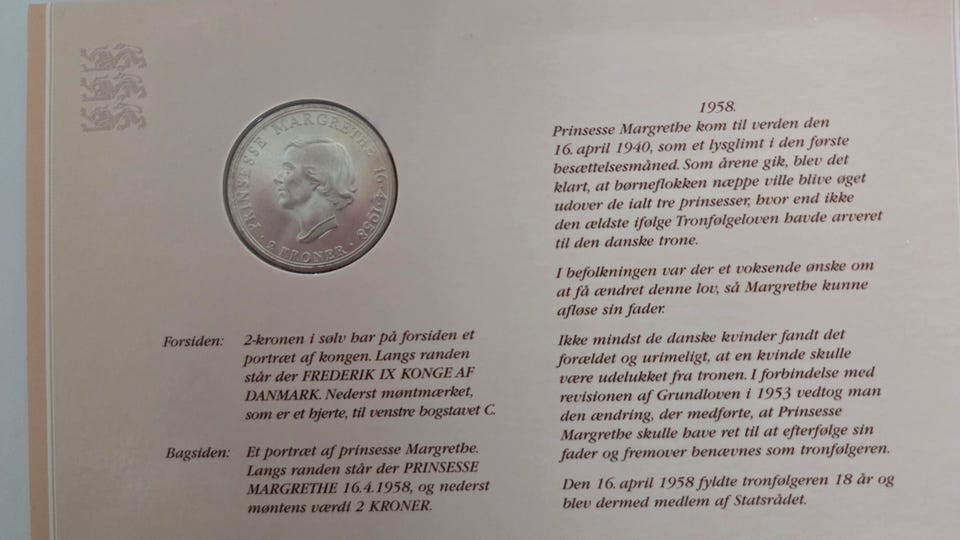 PRINSESSE MARGRETHE 16·4·1958
2 KRONER
Forsiden: 2-kronen i sølv har på forsiden et
portræt af kongen. Langs randen
står der FREDERIK IX KONGE AF
DANMARK. Nederst møntmærket,
som er et hjerte, til venstre bogstavet C.
Bagsiden: Et portræt af prinsesse Margrethe.
Langs randen står der PRINSESSE
MARGRETHE 16.4.1958, og nederst
møntens værdi 2 KRONER.
1958.
Prinsesse Margrethe kom til verden den
16. april 1940, som et lysglimt i den første
besættelsesmåned. Som årene gik, blev det
klart, at børneflokken næppe ville blive øget
udover de ialt tre prinsesser, hvor end ikke
den ældste ifølge Tronfølgeloven havde arveret
til den danske trone.
I befolkningen var der et voksende ønske om
at få ændret denne lov, så Margrethe kunne
afløse sin fader.
Ikke mindst de danske kvinder fandt det
forældet og urimeligt, at en kvinde skulle
være udelukket fra tronen. I forbindelse med
revisionen af Grundloven i 1953 vedtog man
den ændring, der medførte, at Prinsesse
Margrethe skulle have ret til at efterfølge sin
fader og fremover benævnes som tronfølgeren.
Den 16. april 1958 fyldte tronfølgeren 18 år og
blev dermed medlem af Statsrådet.